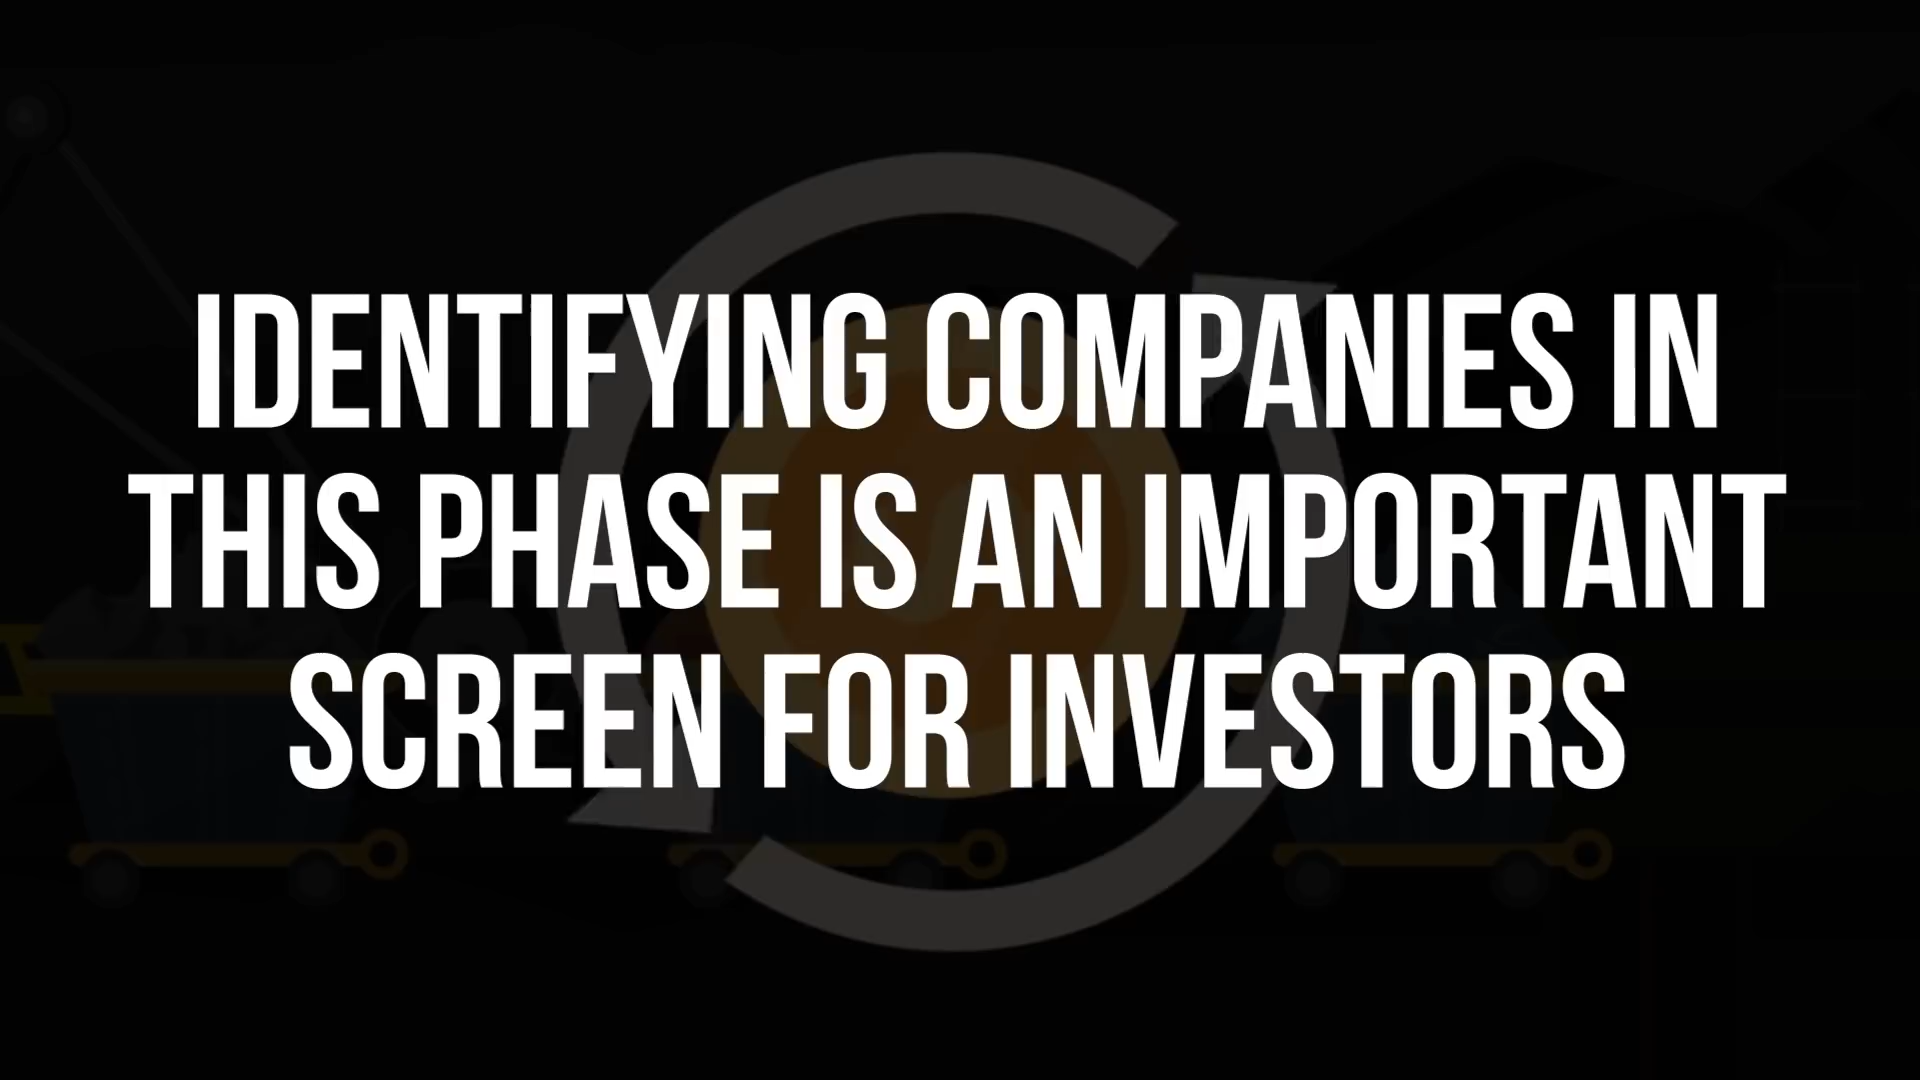 IDENTIFYING COMPANIES IN
THIS PHASE IS AN IMPORTANT
SCREEN FOR INVESTORS